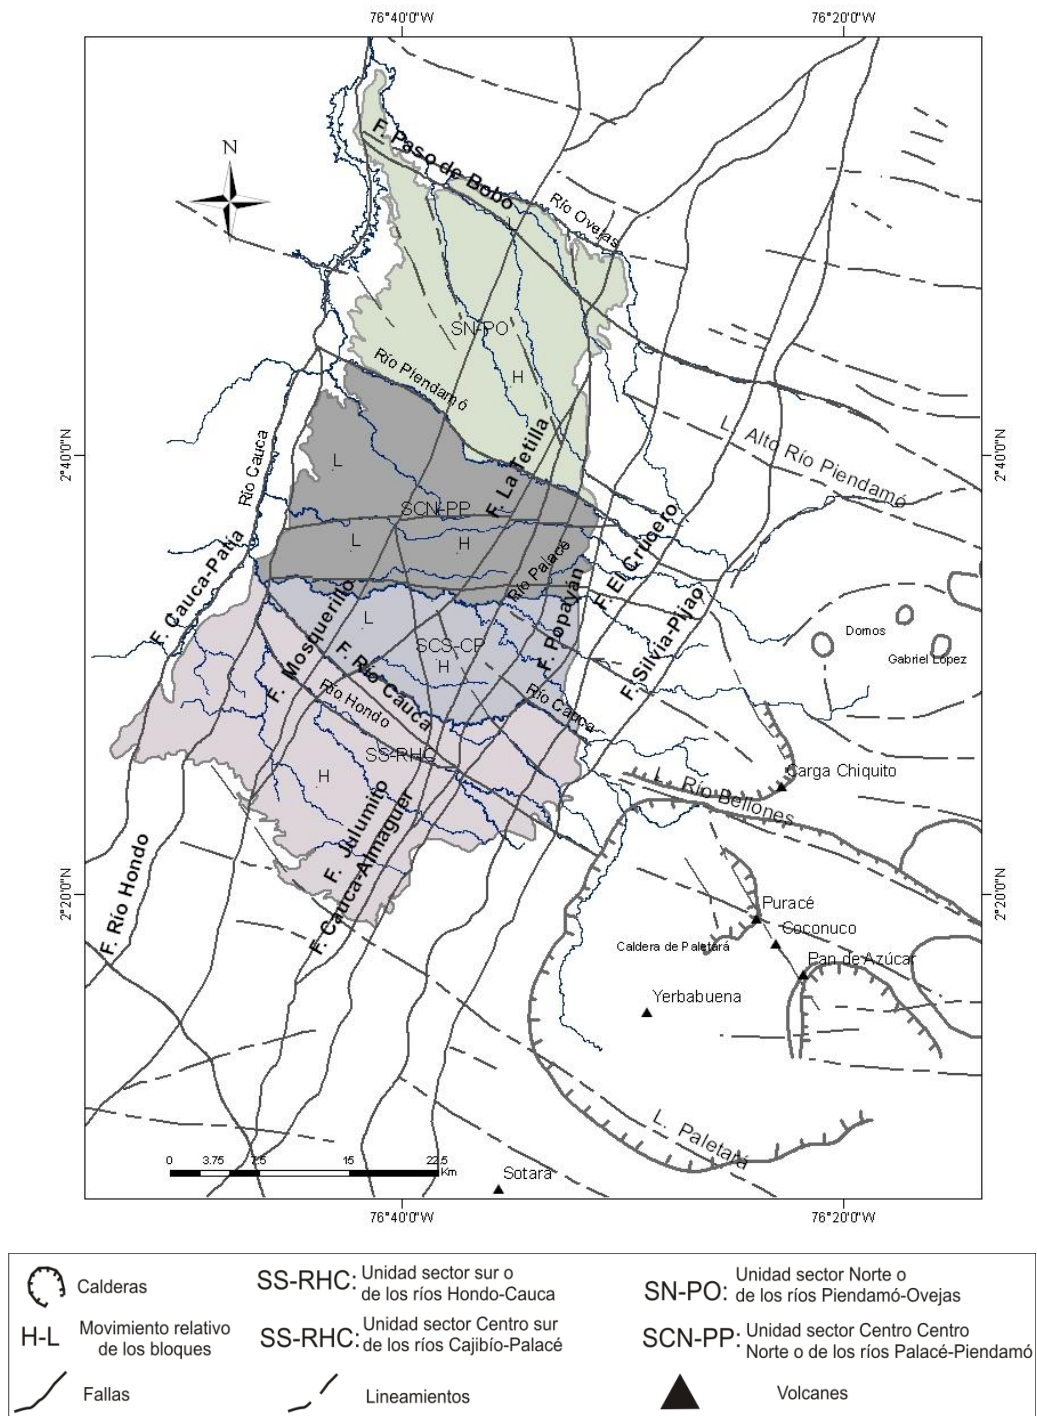 76°40'0"W
76°20'0"W
N
F. Paso de Bobo
Río Ovejas
SN-PO
Río Piendamó
H
L. Alto Río Piendamó
2°40'0"N
2°40'0"N
L
Río Cauca
F. La Tetilla
SCN-PP
F. El Crucero
L
H
Río Palacé
F. Cauca-Patía
F. Mosquerillo
F. Popayán
F. Silvia-Pijao
L
SCS-CP
H
Domos
Gabriel López
F. Río Cauca
Río Hondo
Río Cauca
SS-RHC
H
Carga Chiquito
L. Río Bellones
F. Julumito
F. Cauca-Almaguer
F. Río Hondo
2°20'0"N
2°20'0"N
Puracé
Coconuco
Caldera de Paletará
Pan de Azúcar
Yerbabuena
L. Paletará
0 3.75 7.5 15 22.5
Km
Sotará
76°40'0"W
76°20'0"W
Calderas
SS-RHC: Unidad sector sur o
de los ríos Hondo-Cauca
SN-PO: Unidad sector Norte o
de los ríos Piendamó-Ovejas
H-L Movimiento relativo
de los bloques
SS-RHC: Unidad sector Centro sur
de los ríos Cajibío-Palacé
SCN-PP: Unidad sector Centro Centro
Norte o de los ríos Palacé-Piendamó
Fallas
Lineamientos
Volcanes